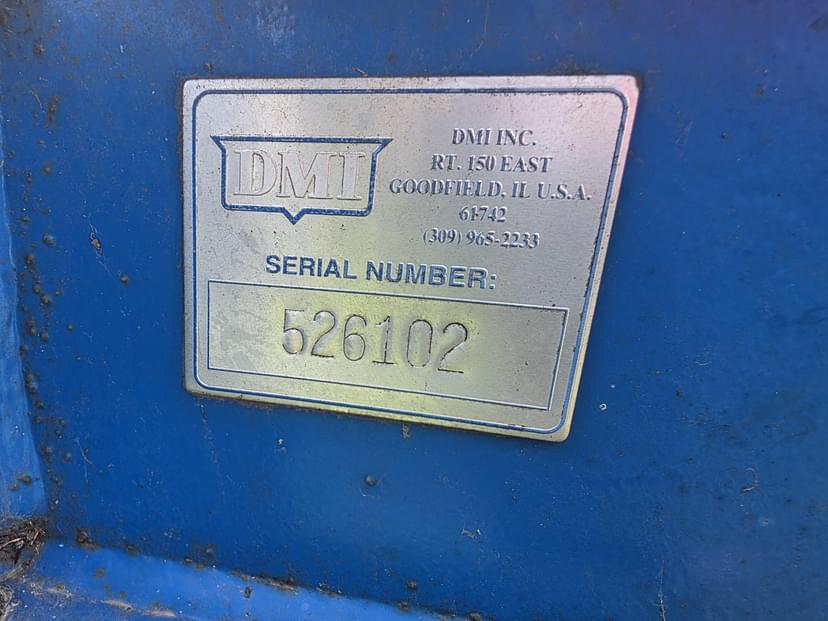 DMI
DMI INC.
RT. 150 EAST
GOODFIELD, IL U.S.A.
61742
(309) 965-2233
SERIAL NUMBER:
526102